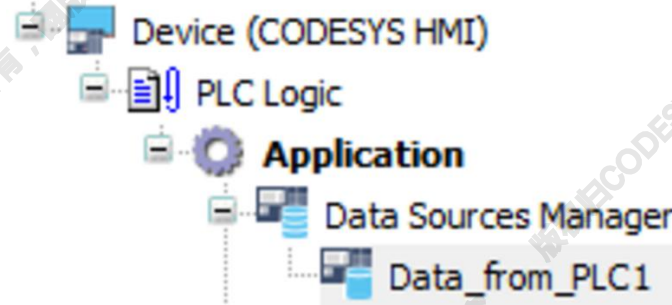 Device (CODESYS HMI)
PLC Logic
Application
Data Sources Manager
Data_from_PLC1